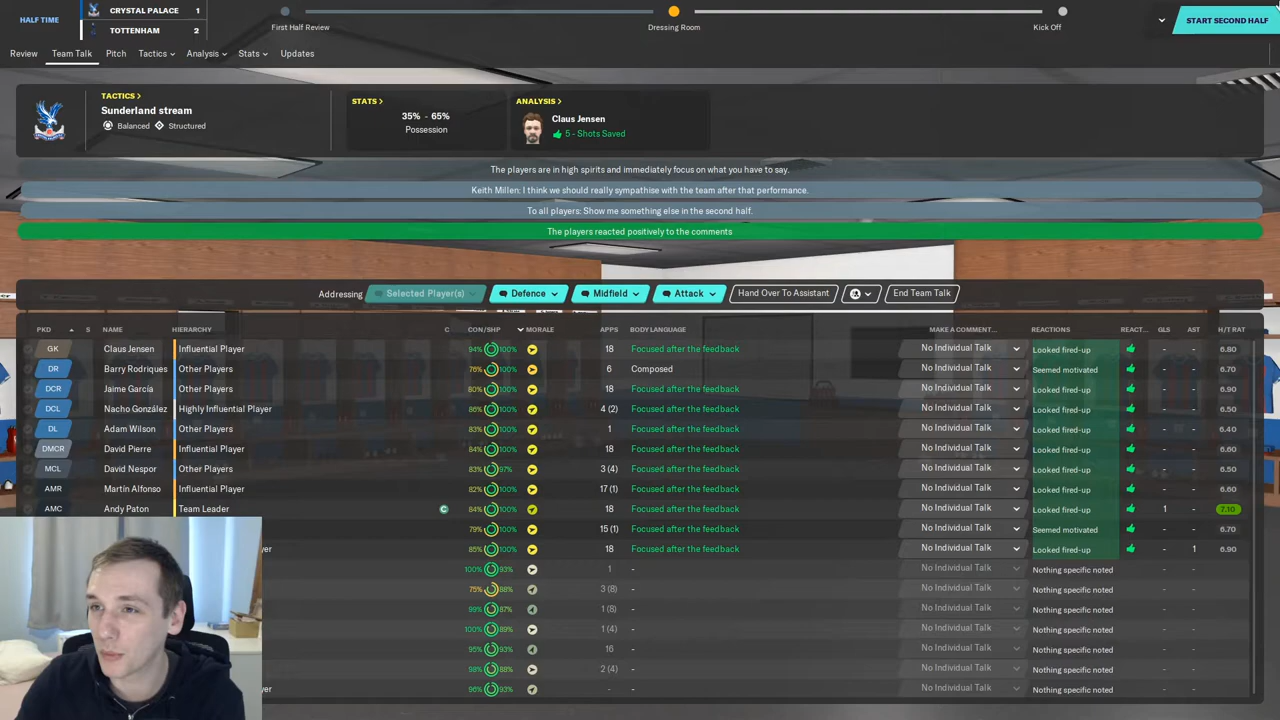 HALF TIME
CRYSTAL PALACE 1
TOTTENHAM 2
First Half Review
Dressing Room
Kick Off
START SECOND HALF
Review Team Talk Pitch Tactics Analysis Stats Updates
TACTICS
Sunderland stream
Balanced Structured
STATS
35% - 65%
Possession
ANALYSIS
Claus Jensen
5 - Shots Saved
The players are in high spirits and immediately focus on what you have to say.
Keith Millen: I think we should really sympathise with the team after that performance.
To all players: Show me something else in the second half.
The players reacted positively to the comments
Addressing Selected Player(s) Defence Midfield Attack Hand Over To Assistant End Team Talk
PKD S NAME HIERARCHY C CON/SHP MORALE APPS BODY LANGUAGE MAKE A COMMENT... REACTIONS REACT... GLS AST H/T RAT
GK Claus Jensen Influential Player 94% 100% 18 Focused after the feedback No Individual Talk Looked fired-up - - 6.80
DR Barry Rodriques Other Players 76% 100% 6 Composed No Individual Talk Seemed motivated - - 6.70
DCR Jaime García Other Players 80% 100% 18 Focused after the feedback No Individual Talk Looked fired-up - - 6.90
DCL Nacho González Highly Influential Player 86% 100% 4 (2) Focused after the feedback No Individual Talk Looked fired-up - - 6.50
DL Adam Wilson Other Players 83% 100% 1 Focused after the feedback No Individual Talk Looked fired-up - - 6.40
DMCR David Pierre Influential Player 84% 100% 18 Focused after the feedback No Individual Talk Looked fired-up - - 6.60
MCL David Nespor Other Players 83% 97% 3 (4) Focused after the feedback No Individual Talk Looked fired-up - - 6.50
AMR Martín Alfonso Influential Player 82% 100% 17 (1) Focused after the feedback No Individual Talk Looked fired-up - - 6.60
AMC Andy Paton Team Leader C 84% 100% 18 Focused after the feedback No Individual Talk Looked fired-up 1 - 7.10
79% 100% 15 (1) Focused after the feedback No Individual Talk Seemed motivated - - 6.70
85% 100% 18 Focused after the feedback No Individual Talk Looked fired-up - 1 6.90
100% 93% 1 - No Individual Talk Nothing specific noted - -
75% 88% 3 (8) - No Individual Talk Nothing specific noted - -
99% 87% 1 (8) - No Individual Talk Nothing specific noted - -
100% 89% 1 (4) - No Individual Talk Nothing specific noted - -
95% 93% 16 - No Individual Talk Nothing specific noted - -
98% 88% 2 (4) - No Individual Talk Nothing specific noted - -
96% 93% - - No Individual Talk Nothing specific noted - -